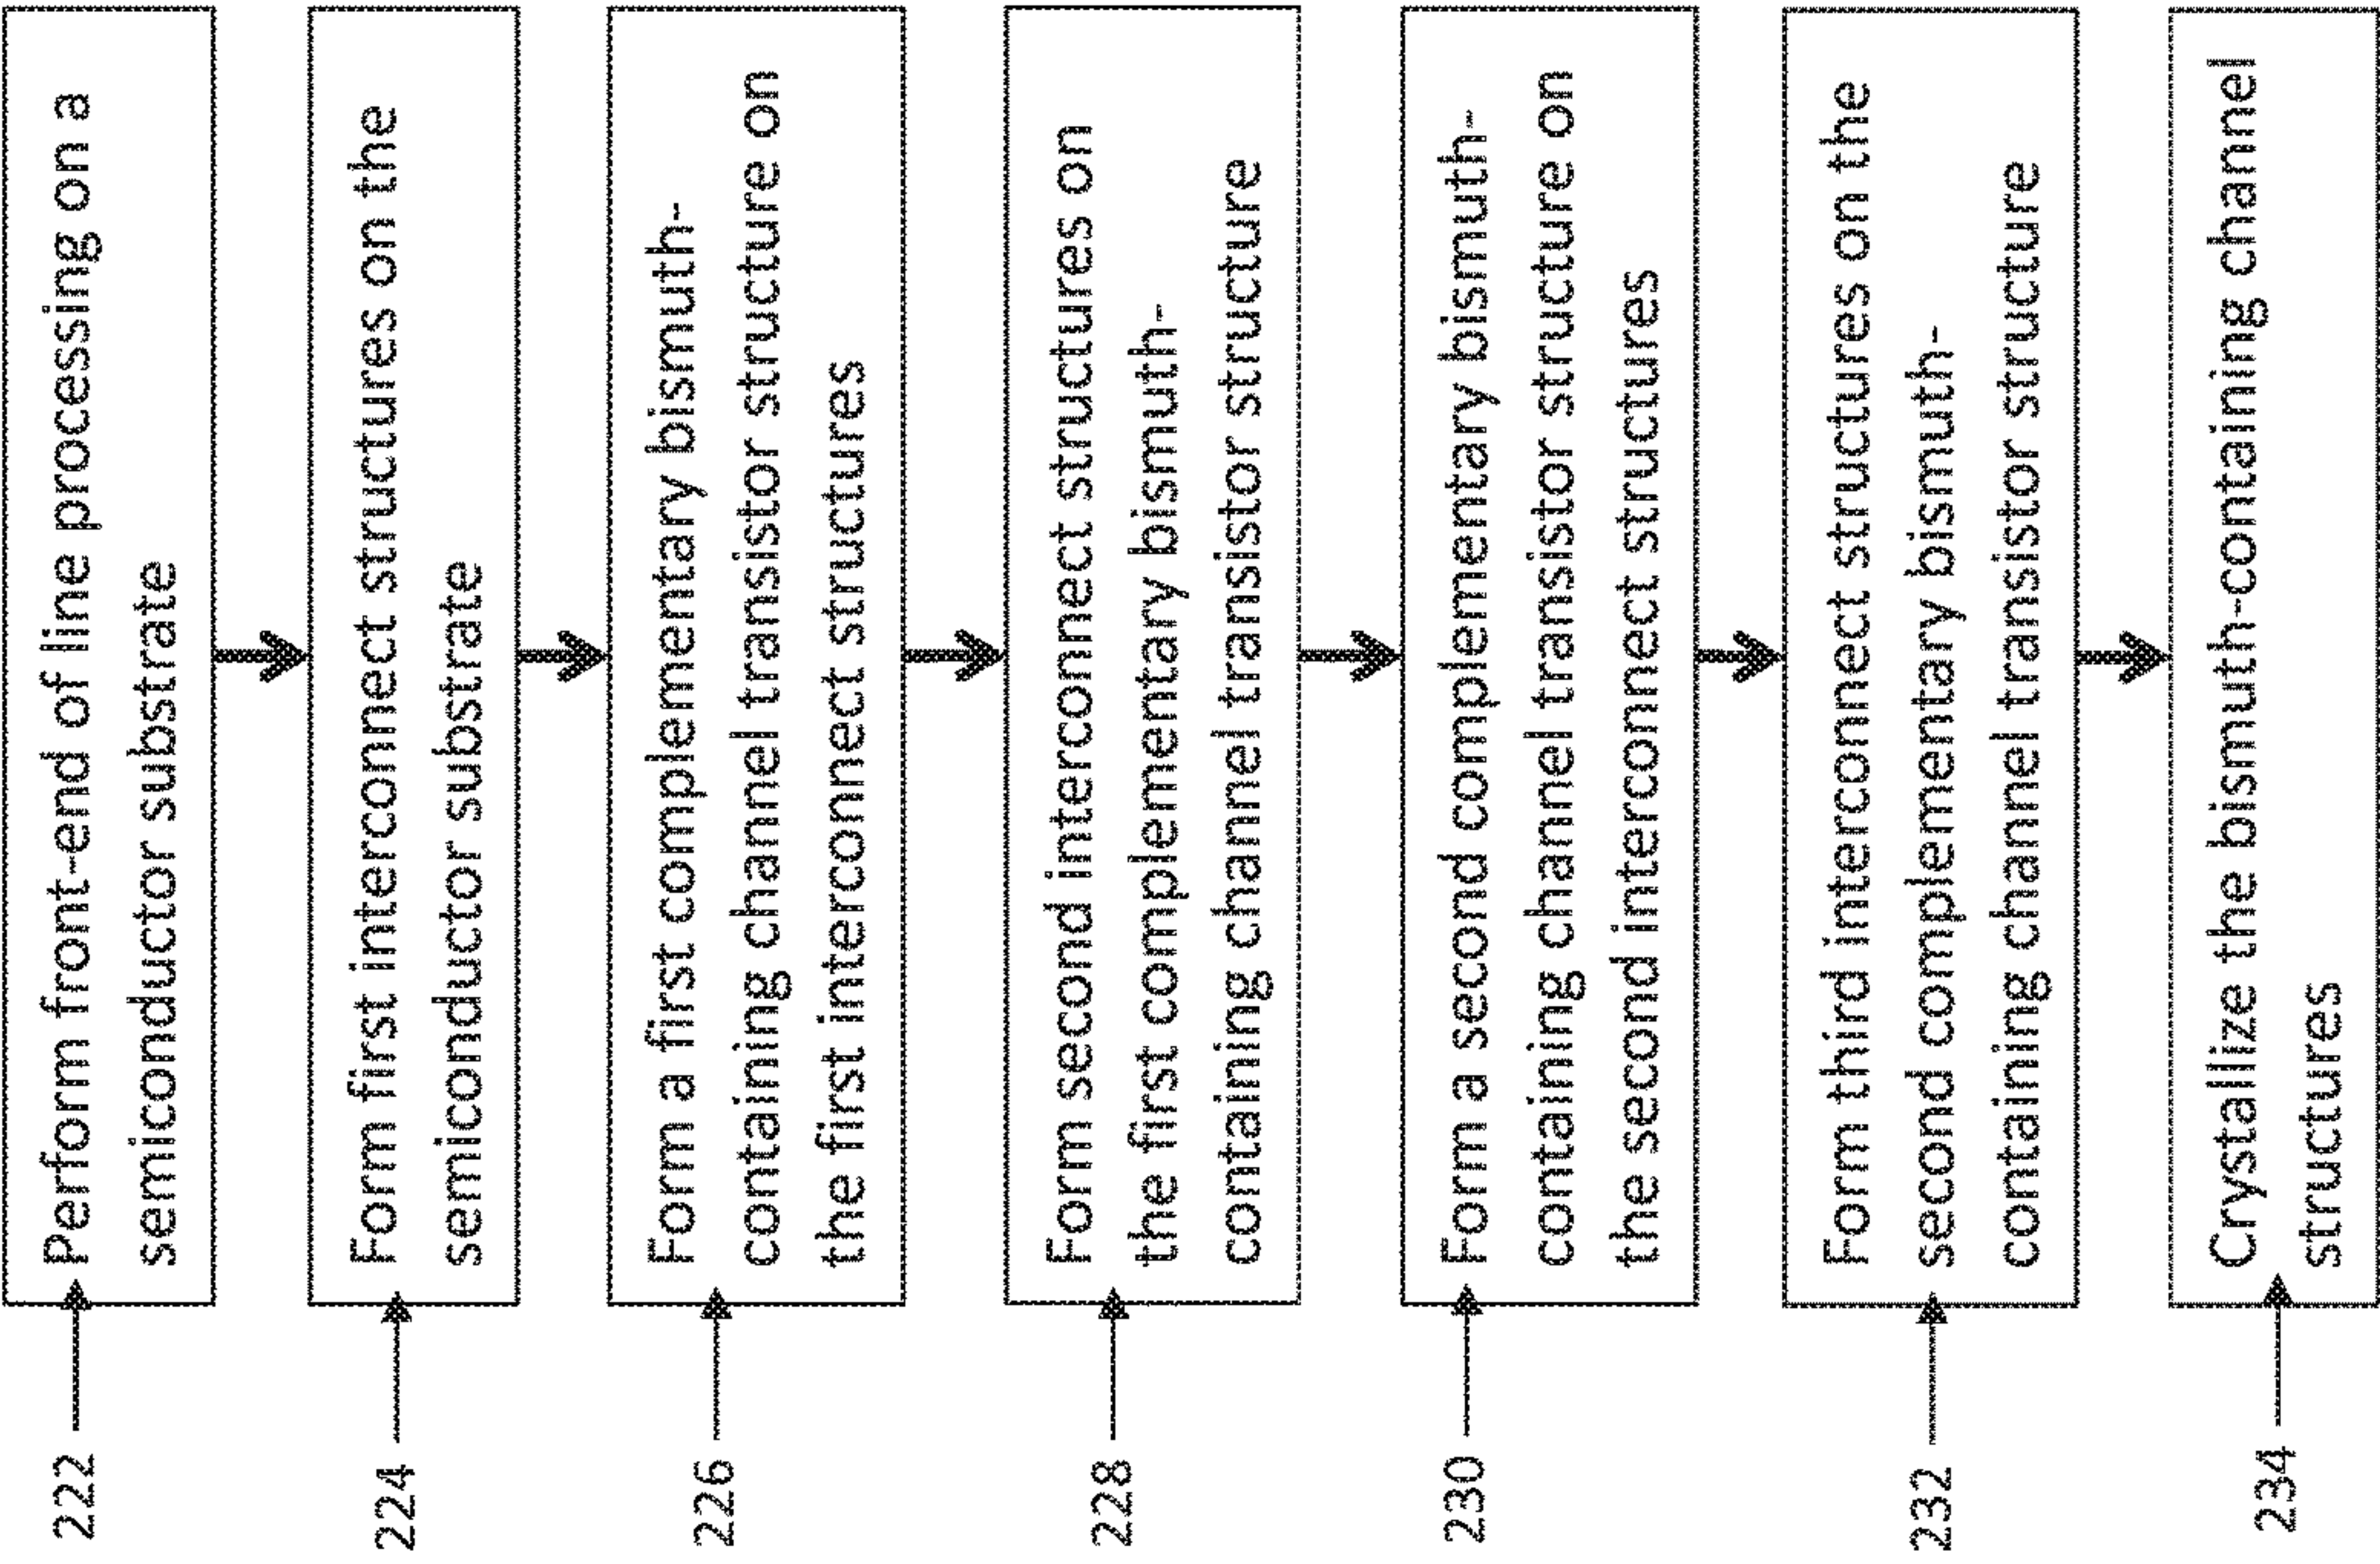 222
Perform front-end of line processing on a
semiconductor substrate
224
Form first interconnect structures on the
semiconductor substrate
226
Form a first complementary bismuth-
containing channel transistor structure on
the first interconnect structures
228
Form second interconnect structures on
the first complementary bismuth-
containing channel transistor structure
230
Form a second complementary bismuth-
containing channel transistor structure on
the second interconnect structures
232
Form third interconnect structures on the
second complementary bismuth-
containing channel transistor structure
234
Crystallize the bismuth-containing channel
structures